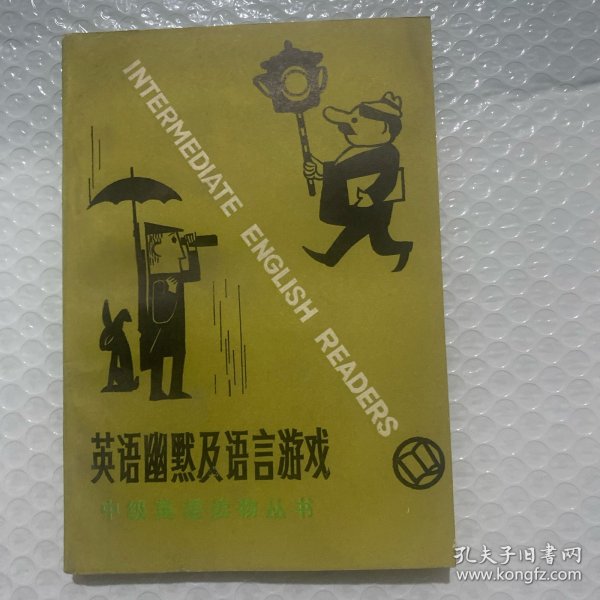 INTERMEDIATE ENGLISH READERS
英语幽默及语言游戏
中级英语读物丛书
孔夫子旧书网
www.kongfz.com